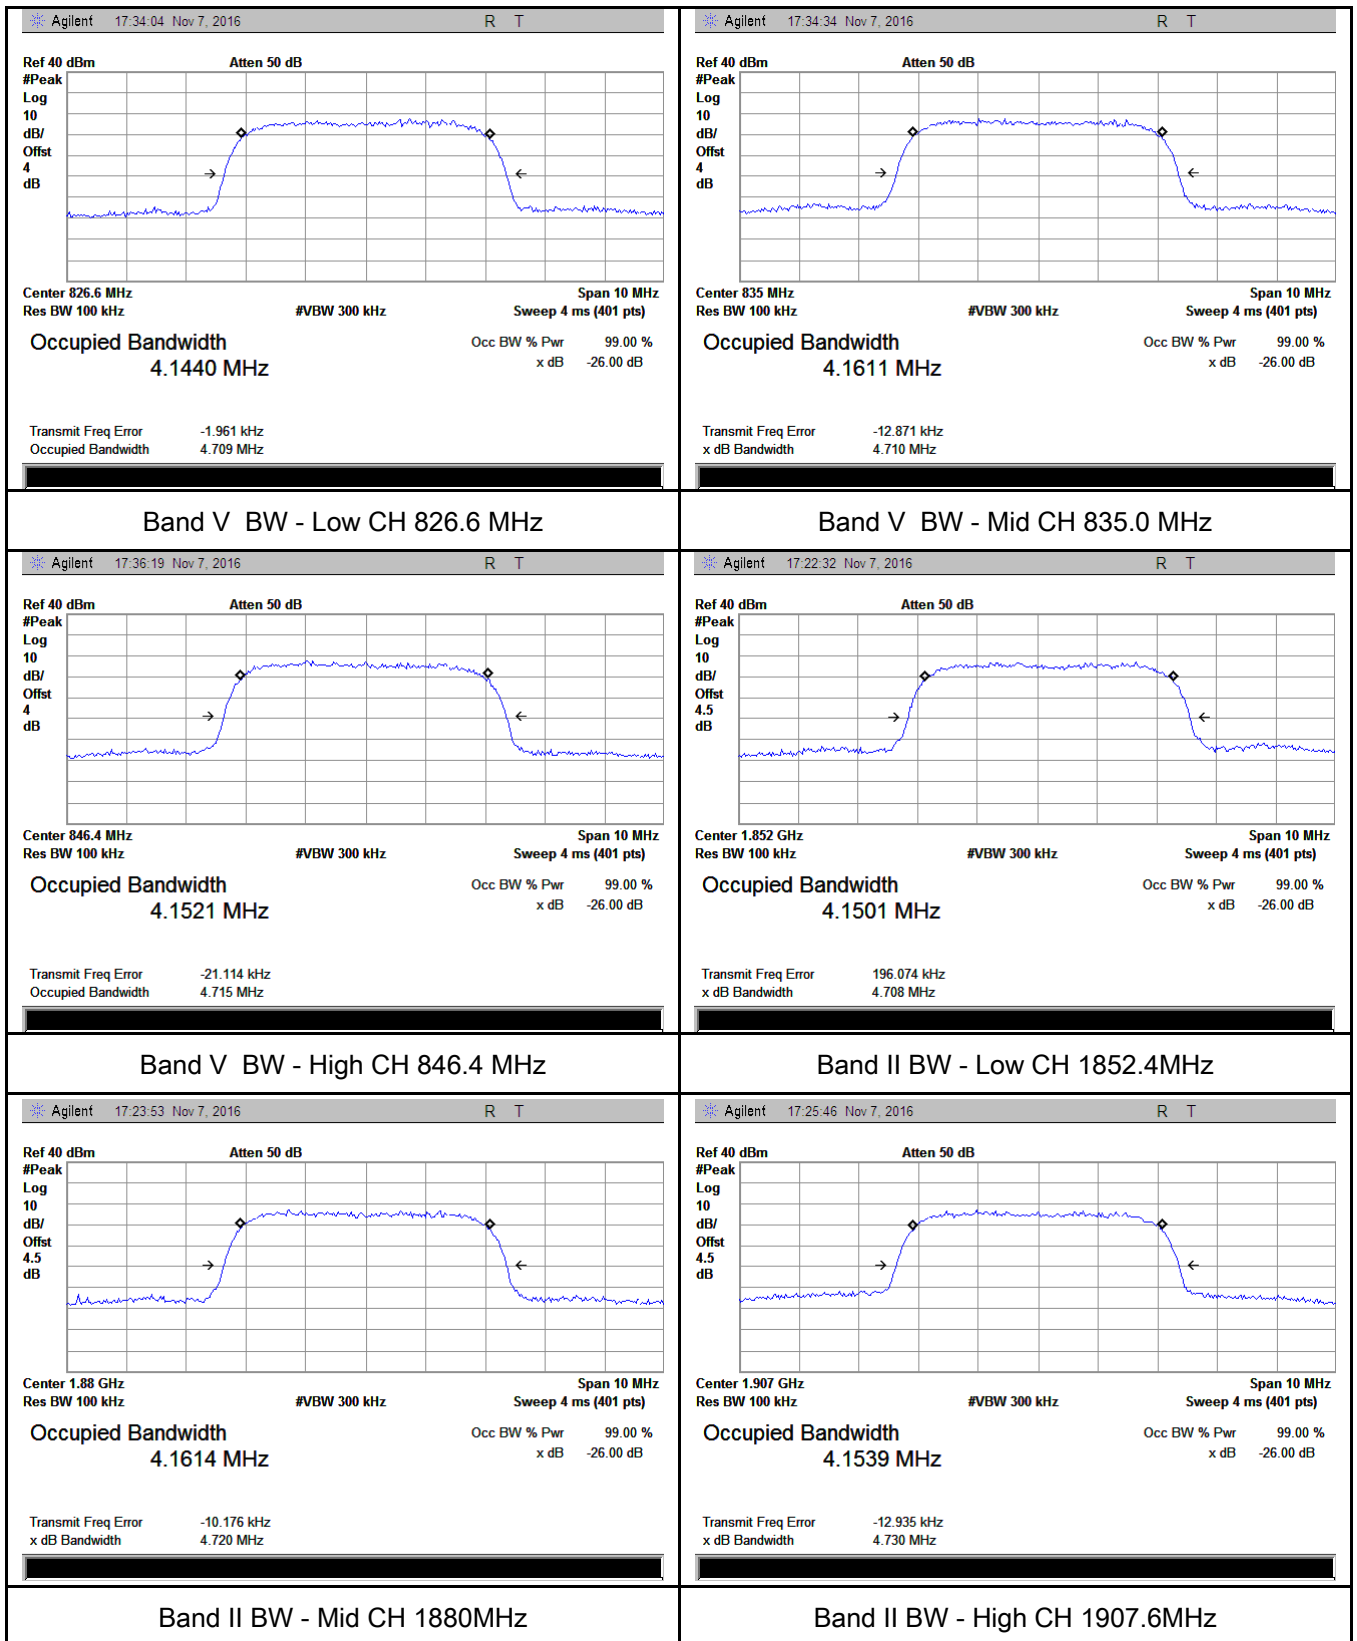 Agilent 17:34:04 Nov 7, 2016 R T
Ref 40 dBm Atten 50 dB
#Peak
Log
10
dB/
Offst
4
dB
Center 826.6 MHz Span 10 MHz
Res BW 100 kHz #VBW 300 kHz Sweep 4 ms (401 pts)
Occupied Bandwidth Occ BW % Pwr 99.00 %
4.1440 MHz x dB -26.00 dB
Transmit Freq Error -1.961 kHz
Occupied Bandwidth 4.709 MHz
Band V BW - Low CH 826.6 MHz
Agilent 17:34:34 Nov 7, 2016 R T
Ref 40 dBm Atten 50 dB
#Peak
Log
10
dB/
Offst
4
dB
Center 835 MHz Span 10 MHz
Res BW 100 kHz #VBW 300 kHz Sweep 4 ms (401 pts)
Occupied Bandwidth Occ BW % Pwr 99.00 %
4.1611 MHz x dB -26.00 dB
Transmit Freq Error -12.871 kHz
x dB Bandwidth 4.710 MHz
Band V BW - Mid CH 835.0 MHz
Agilent 17:36:19 Nov 7, 2016 R T
Ref 40 dBm Atten 50 dB
#Peak
Log
10
dB/
Offst
4
dB
Center 846.4 MHz Span 10 MHz
Res BW 100 kHz #VBW 300 kHz Sweep 4 ms (401 pts)
Occupied Bandwidth Occ BW % Pwr 99.00 %
4.1521 MHz x dB -26.00 dB
Transmit Freq Error -21.114 kHz
Occupied Bandwidth 4.715 MHz
Band V BW - High CH 846.4 MHz
Agilent 17:22:32 Nov 7, 2016 R T
Ref 40 dBm Atten 50 dB
#Peak
Log
10
dB/
Offst
4.5
dB
Center 1.852 GHz Span 10 MHz
Res BW 100 kHz #VBW 300 kHz Sweep 4 ms (401 pts)
Occupied Bandwidth Occ BW % Pwr 99.00 %
4.1501 MHz x dB -26.00 dB
Transmit Freq Error 196.074 kHz
x dB Bandwidth 4.708 MHz
Band II BW - Low CH 1852.4MHz
Agilent 17:23:53 Nov 7, 2016 R T
Ref 40 dBm Atten 50 dB
#Peak
Log
10
dB/
Offst
4.5
dB
Center 1.88 GHz Span 10 MHz
Res BW 100 kHz #VBW 300 kHz Sweep 4 ms (401 pts)
Occupied Bandwidth Occ BW % Pwr 99.00 %
4.1614 MHz x dB -26.00 dB
Transmit Freq Error -10.176 kHz
x dB Bandwidth 4.720 MHz
Band II BW - Mid CH 1880MHz
Agilent 17:25:46 Nov 7, 2016 R T
Ref 40 dBm Atten 50 dB
#Peak
Log
10
dB/
Offst
4.5
dB
Center 1.907 GHz Span 10 MHz
Res BW 100 kHz #VBW 300 kHz Sweep 4 ms (401 pts)
Occupied Bandwidth Occ BW % Pwr 99.00 %
4.1539 MHz x dB -26.00 dB
Transmit Freq Error -12.935 kHz
x dB Bandwidth 4.730 MHz
Band II BW - High CH 1907.6MHz